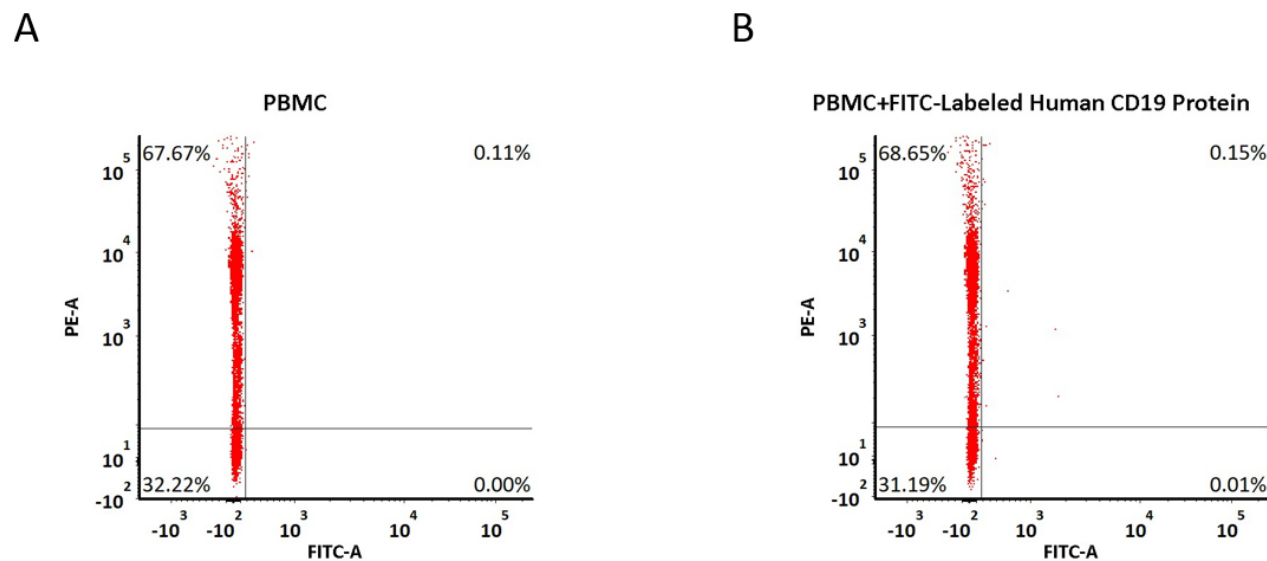 A
B
PBMC
PBMC+FITC-Labeled Human CD19 Protein
67.67%
0.11%
68.65%
0.15%
10^5
10^4
10^3
10^1
-10^2
PE-A
10^5
10^4
10^3
10^1
-10^2
PE-A
32.22%
0.00%
31.19%
0.01%
-10^3 -10^2 10^3 10^4 10^5
FITC-A
-10^3 -10^2 10^3 10^4 10^5
FITC-A